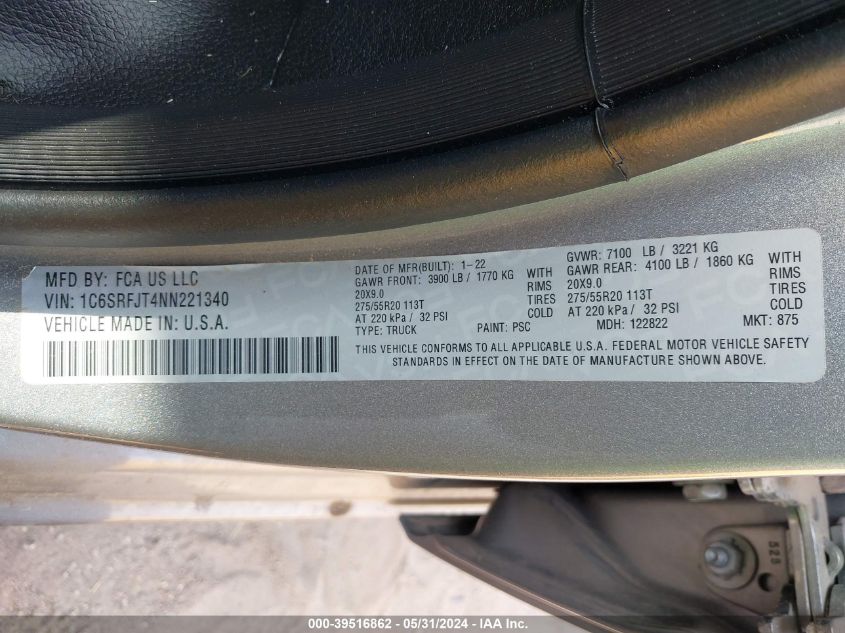 MFD BY: FCA US LLC
VIN: 1C6SRFJT4NN221340
VEHICLE MADE IN: U.S.A.
DATE OF MFR(BUILT): 1-22
GVWR: 7100 LB / 3221 KG
GAWR FRONT: 3900 LB / 1770 KG WITH
GAWR REAR: 4100 LB / 1860 KG WITH
20X9.0 RIMS
20X9.0 RIMS
275/55R20 113T TIRES
275/55R20 113T TIRES
AT 220 kPa / 32 PSI COLD
AT 220 kPa / 32 PSI COLD
TYPE: TRUCK PAINT: PSC MDH: 122822 MKT: 875
THIS VEHICLE CONFORMS TO ALL APPLICABLE U.S.A. FEDERAL MOTOR VEHICLE SAFETY
STANDARDS IN EFFECT ON THE DATE OF MANUFACTURE SHOWN ABOVE.
528
000-39516862 - 05/31/2024 - IAA Inc.